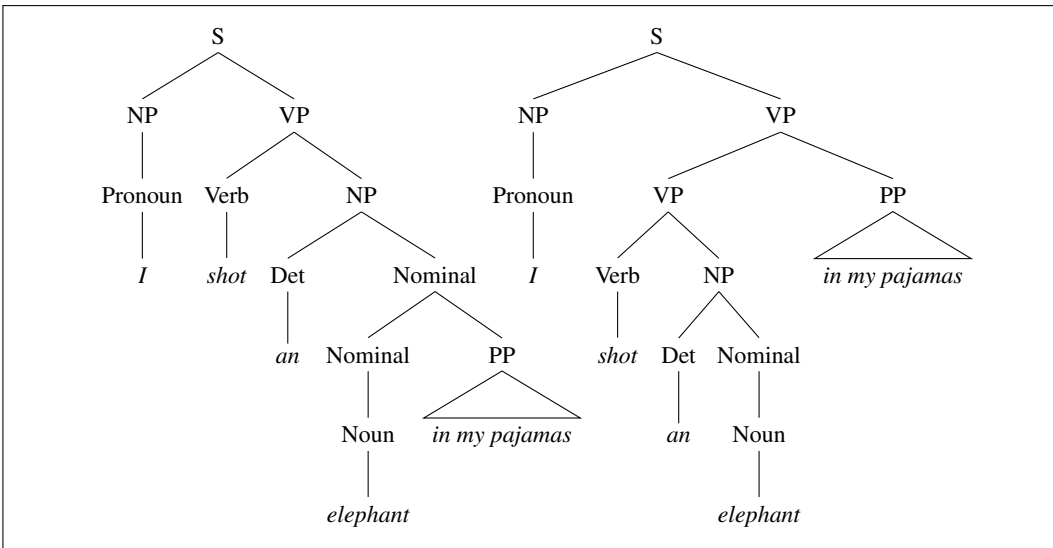 S S
NP VP NP VP
Pronoun Verb NP Pronoun VP PP
I shot Det Nominal I Verb NP in my pajamas
an Nominal PP shot Det Nominal
Noun in my pajamas an Noun
elephant elephant